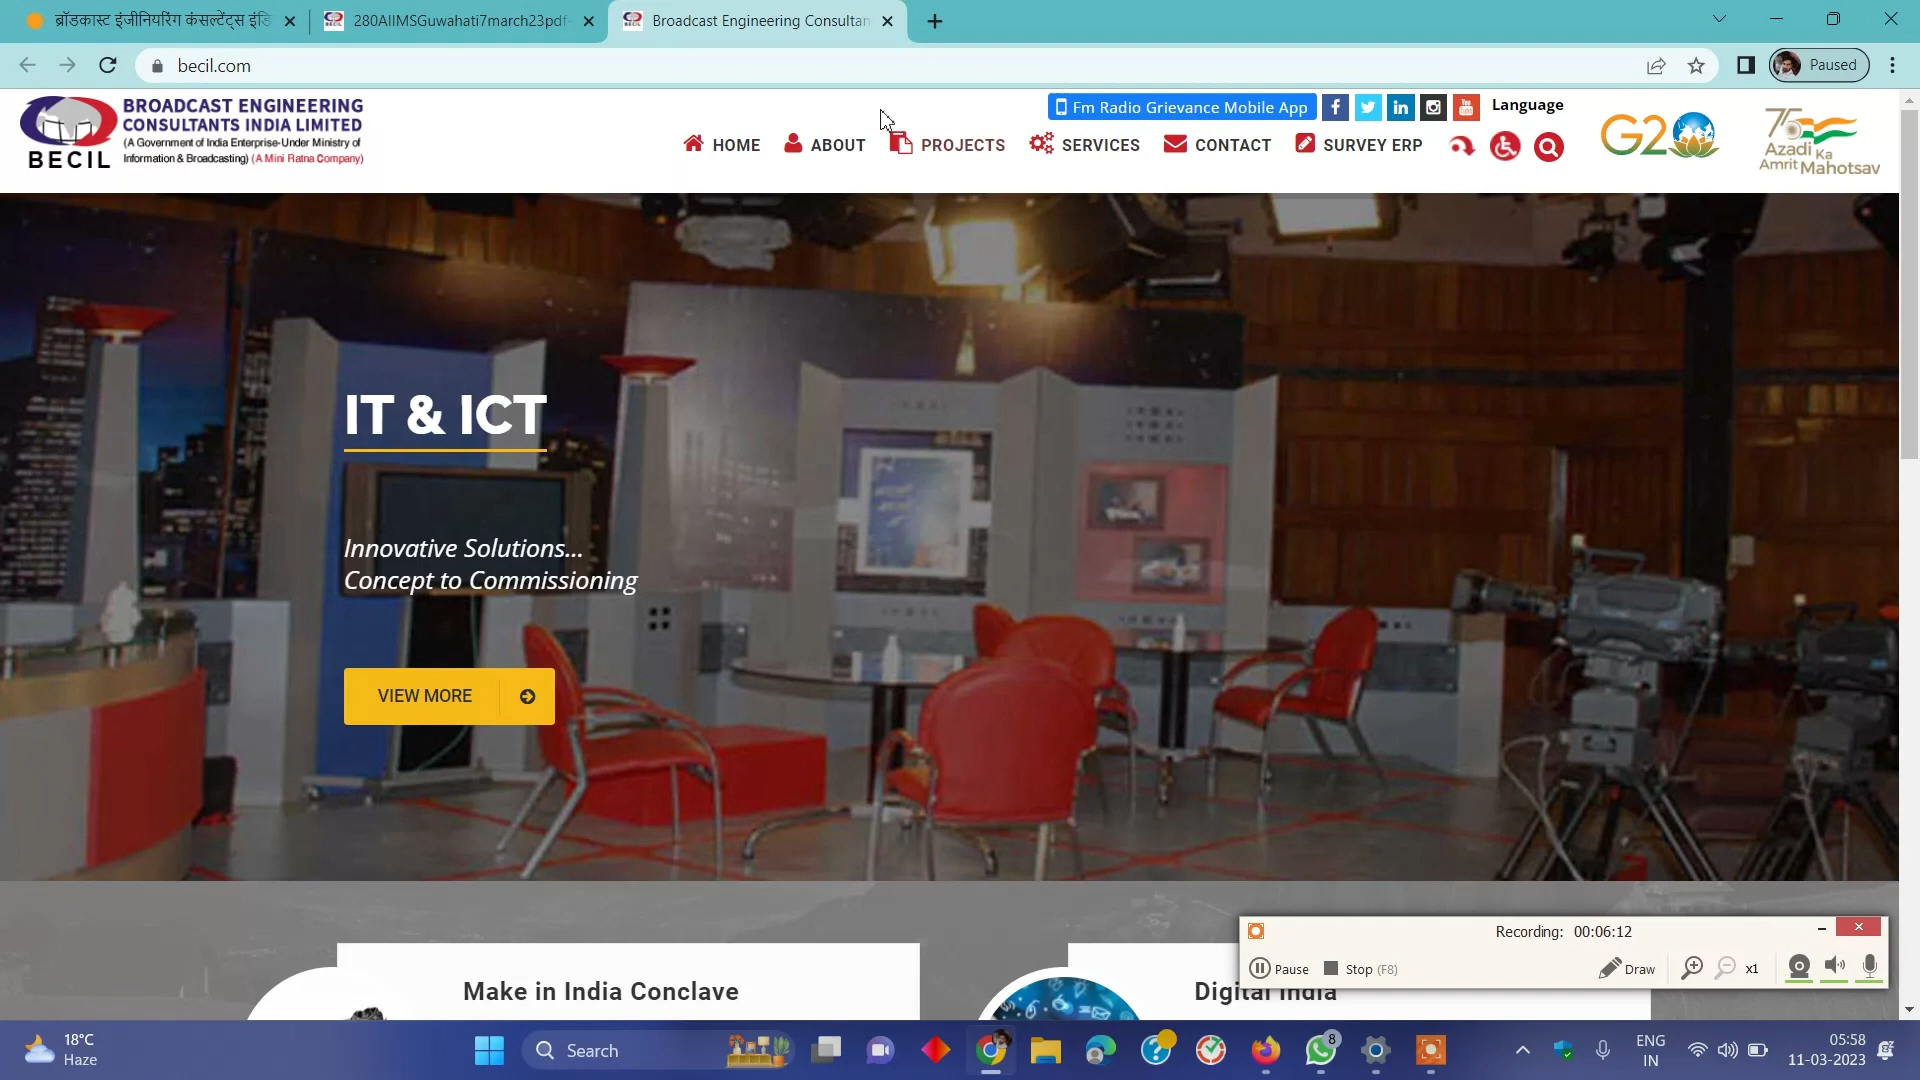 ब्रॉडकास्ट इंजीनियरिंग कंसल्टेंट्स इंडि
280AIIMSGuwahati7march23pdf-
Broadcast Engineering Consultan
becil.com
Paused
BROADCAST ENGINEERING
CONSULTANTS INDIA LIMITED
(A Government of India Enterprise-Under Ministry of
Information & Broadcasting) (A Mini Ratna Company)
BECIL
Fm Radio Grievance Mobile App
Language
HOME
ABOUT
PROJECTS
SERVICES
CONTACT
SURVEY ERP
G20
75
Azadi Ka
Amrit Mahotsav
IT & ICT
Innovative Solutions...
Concept to Commissioning
VIEW MORE
Make in India Conclave
Digital India
Recording: 00:06:12
Pause
Stop (F8)
Draw
x1
18°C
Haze
Search
8
ENG
IN
05:58
11-03-2023